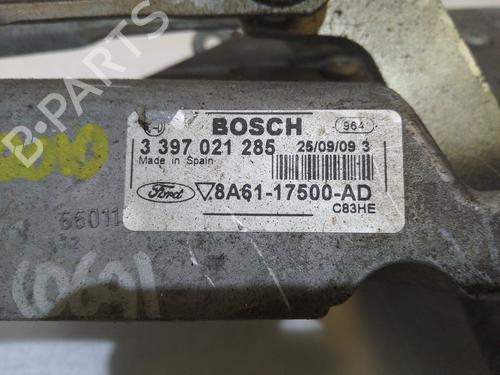 B-PARTS
BOSCH
964
3 397 021 285
25/09/09 3
Made in Spain
Ford
8A61-17500-AD
C83HE
66011
12